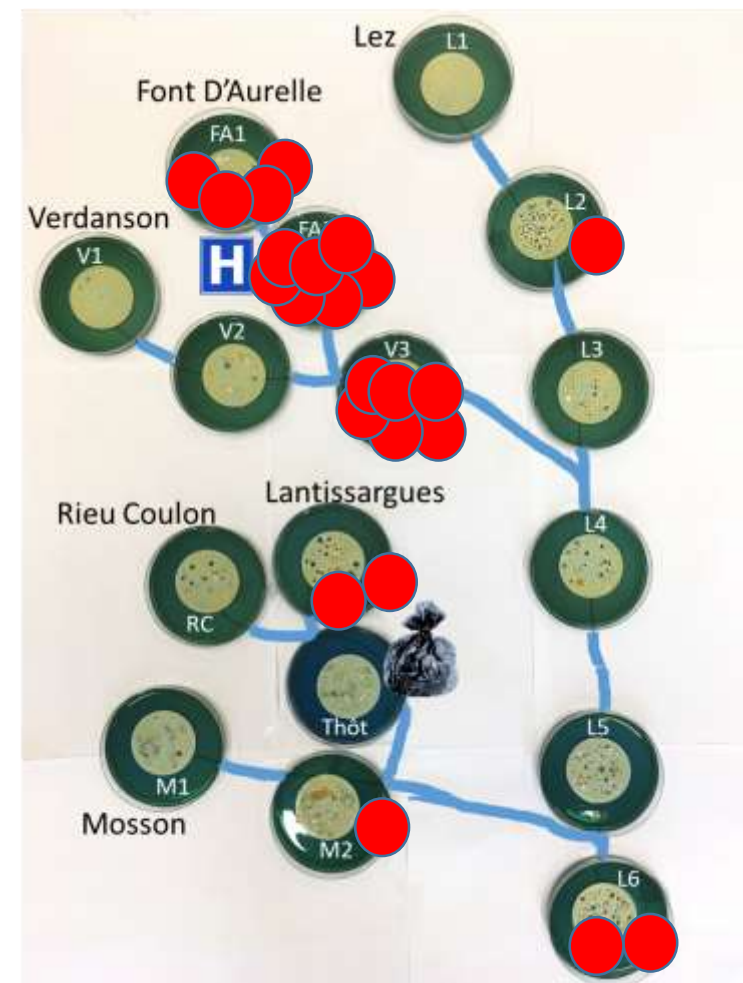 Lez
L1
Font D'Aurelle
FA1
L2
Verdanson
V1
H
V2
V3
L3
Lantissargues
Rieu Coulon
L4
RC
Thôt
L5
M1
Mosson
M2
L6